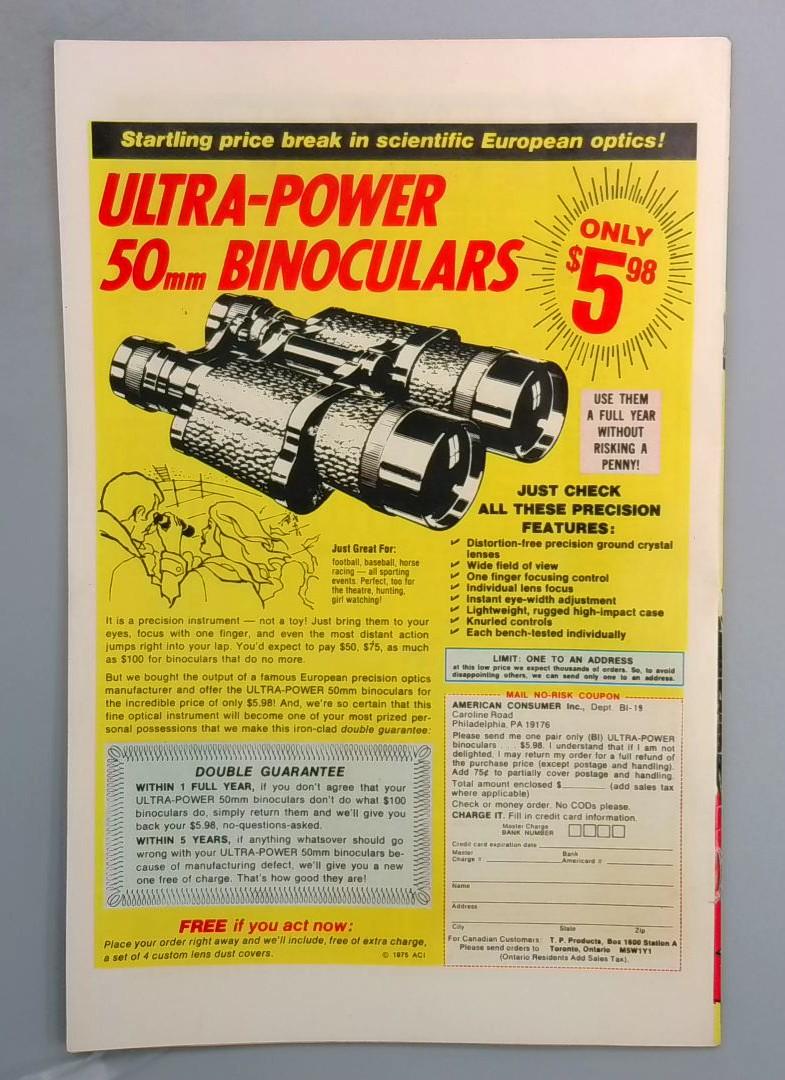 Startling price break in scientific European optics!
ULTRA-POWER
50mm BINOCULARS
ONLY
$5.98
USE THEM
A FULL YEAR
WITHOUT
RISKING A
PENNY!
JUST CHECK
ALL THESE PRECISION
FEATURES:
Distortion-free precision ground crystal
lenses
Wide field of view
One finger focusing control
Individual lens focus
Instant eye-width adjustment
Lightweight, rugged high-impact case
Knurled controls
Each bench-tested individually
Just Great For:
football, baseball, horse
racing — all sporting
events. Perfect, too for
the theatre, hunting,
girl watching!
It is a precision instrument — not a toy! Just bring them to your
eyes, focus with one finger, and even the most distant action
jumps right into your lap. You'd expect to pay $50, $75, as much
as $100 for binoculars that do no more.
But we bought the output of a famous European precision optics
manufacturer and offer the ULTRA-POWER 50mm binoculars for
the incredible price of only $5.98! And, we're so certain that this
fine optical instrument will become one of your most prized per-
sonal possessions that we make this iron-clad double guarantee:
DOUBLE GUARANTEE
WITHIN 1 FULL YEAR, if you don't agree that your
ULTRA-POWER 50mm binoculars don't do what $100
binoculars do, simply return them and we'll give you
back your $5.98, no-questions-asked.
WITHIN 5 YEARS, if anything whatsoever should go
wrong with your ULTRA-POWER 50mm binoculars be-
cause of manufacturing defect, we'll give you a new
one free of charge. That's how good they are!
FREE if you act now:
Place your order right away and we'll include, free of extra charge,
a set of 4 custom lens dust covers.
© 1975 ACI
LIMIT: ONE TO AN ADDRESS
at this low price we expect thousands of orders. So, to avoid
disappointing others, we can send only one to an address.
MAIL NO-RISK COUPON
AMERICAN CONSUMER Inc., Dept. BI-19
Caroline Road
Philadelphia, PA 19176
Please send me one pair only (BI) ULTRA-POWER
binoculars . . . $5.98. I understand that if I am not
delighted, I may return my order for a full refund of
the purchase price (except postage and handling).
Add 75¢ to partially cover postage and handling.
Total amount enclosed $ (add sales tax
where applicable)
Check or money order. No CODs please.
CHARGE IT. Fill in credit card information.
Master Charge
BANK NUMBER
Credit card expiration date
Master Charge #
Bank Americard #
Name
Address
City State Zip
For Canadian Customers: T. P. Products, Box 1600 Station A
Please send orders to Toronto, Ontario M5W1Y1
(Ontario Residents Add Sales Tax).